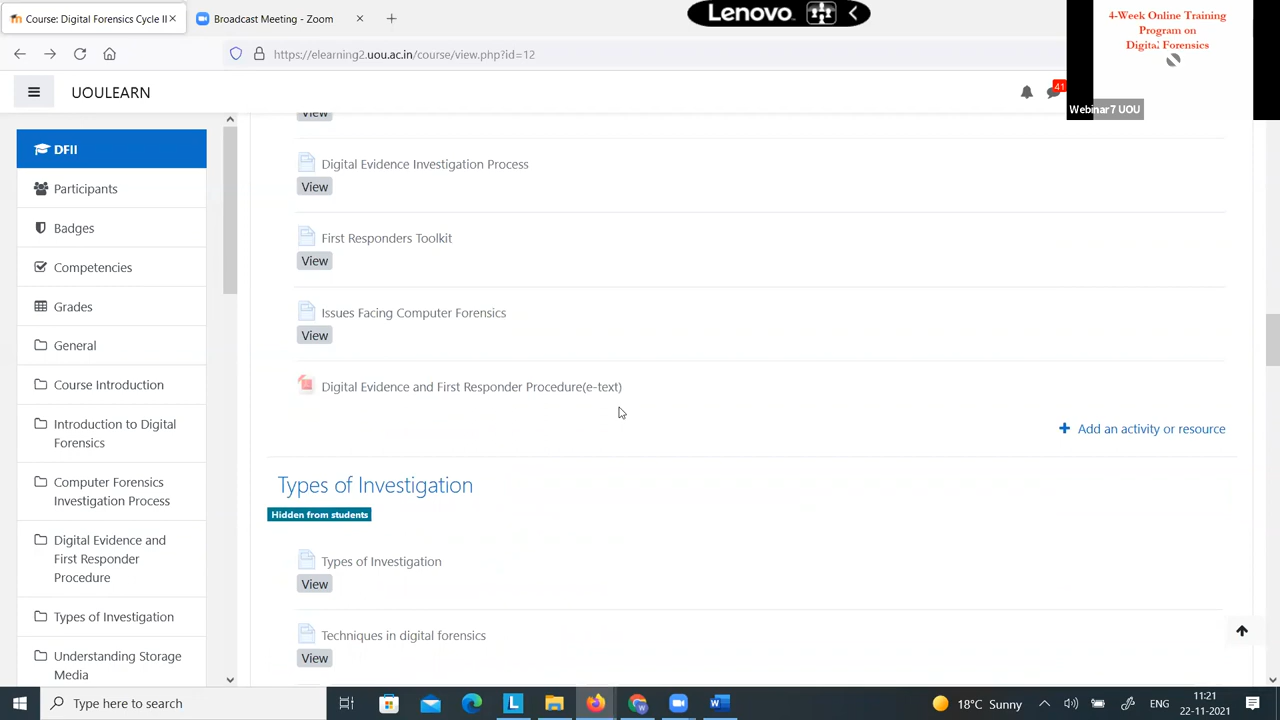 Course: Digital Forensics Cycle II
Broadcast Meeting - Zoom
Lenovo
https://elearning2.uou.ac.in/course/view.php?id=12
4-Week Online Training
Program on
Digital Forensics
Webinar7 UOU
UOULEARN
41
DFII
Participants
Badges
Competencies
Grades
General
Course Introduction
Introduction to Digital
Forensics
Computer Forensics
Investigation Process
Digital Evidence and
First Responder
Procedure
Types of Investigation
Understanding Storage
Media
View
Digital Evidence Investigation Process
View
First Responders Toolkit
View
Issues Facing Computer Forensics
View
Digital Evidence and First Responder Procedure(e-text)
+ Add an activity or resource
Types of Investigation
Hidden from students
Types of Investigation
View
Techniques in digital forensics
View
Type here to search
18°C Sunny
ENG
11:21
22-11-2021